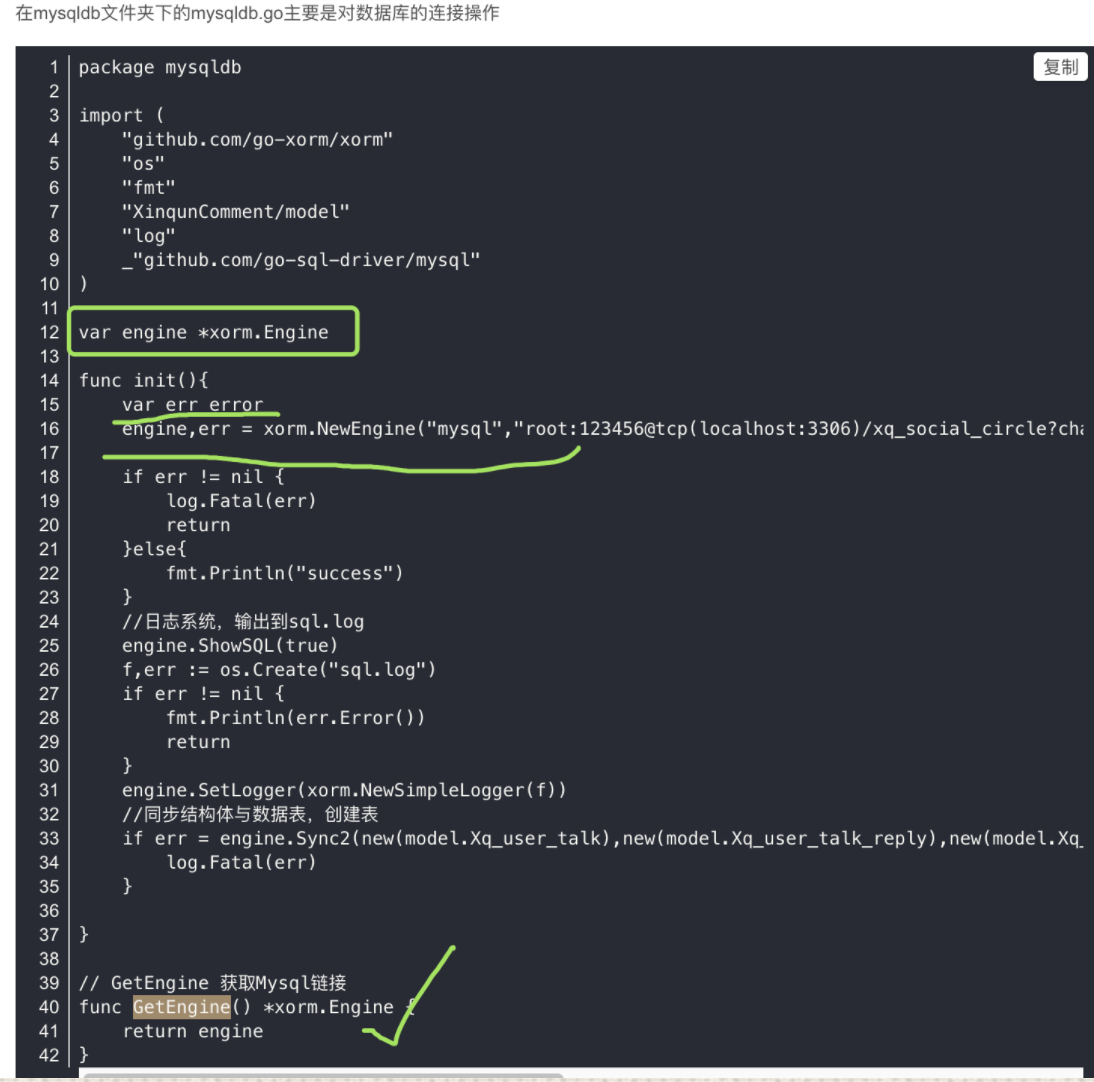 在mysqldb文件夹下的mysqldb.go主要是对数据库的连接操作
复制
1 package mysqldb
2
3 import (
4     "github.com/go-xorm/xorm"
5     "os"
6     "fmt"
7     "XinqunComment/model"
8     "log"
9     _"github.com/go-sql-driver/mysql"
10 )
11
12 var engine *xorm.Engine
13
14 func init(){
15     var err error
16     engine,err = xorm.NewEngine("mysql","root:123456@tcp(localhost:3306)/xq_social_circle?cha
17
18     if err != nil {
19         log.Fatal(err)
20         return
21     }else{
22         fmt.Println("success")
23     }
24     //日志系统，输出到sql.log
25     engine.ShowSQL(true)
26     f,err := os.Create("sql.log")
27     if err != nil {
28         fmt.Println(err.Error())
29         return
30     }
31     engine.SetLogger(xorm.NewSimpleLogger(f))
32     //同步结构体与数据表，创建表
33     if err = engine.Sync2(new(model.Xq_user_talk),new(model.Xq_user_talk_reply),new(model.Xq_
34         log.Fatal(err)
35     }
36
37 }
38
39 // GetEngine 获取Mysql链接
40 func GetEngine() *xorm.Engine {
41     return engine
42 }